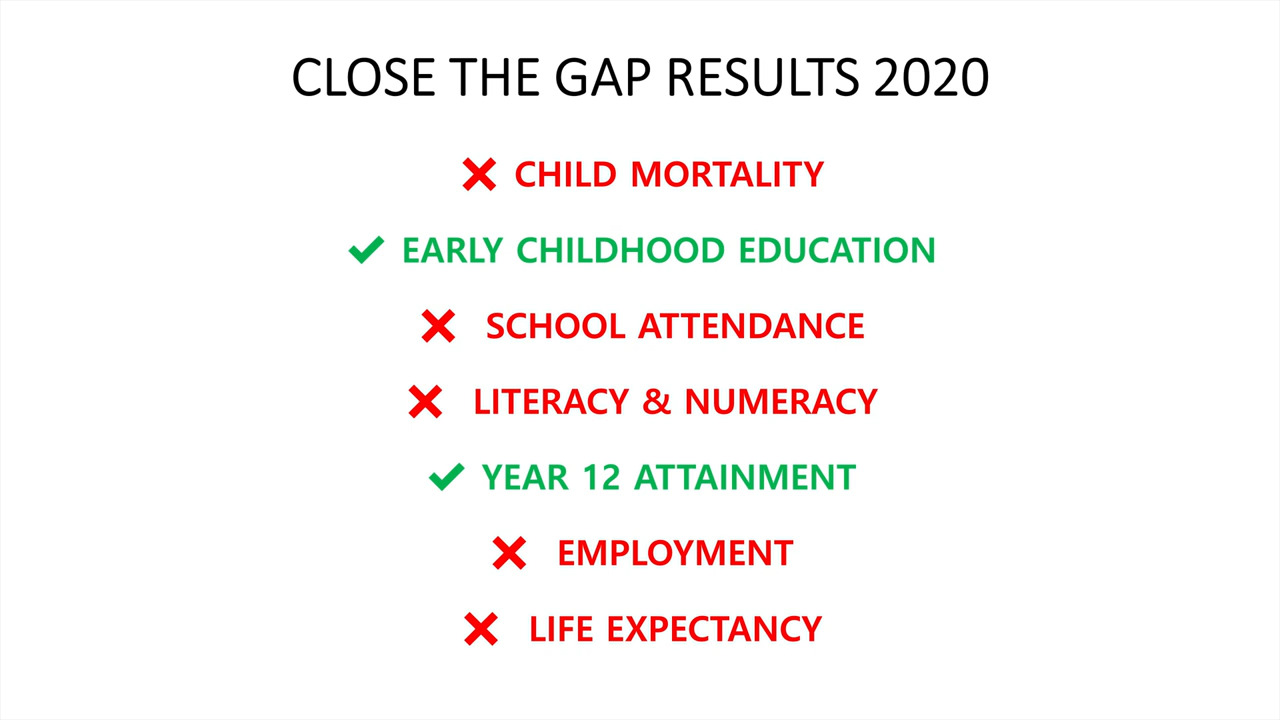 CLOSE THE GAP RESULTS 2020
❌ CHILD MORTALITY
✔ EARLY CHILDHOOD EDUCATION
❌ SCHOOL ATTENDANCE
❌ LITERACY & NUMERACY
✔ YEAR 12 ATTAINMENT
❌ EMPLOYMENT
❌ LIFE EXPECTANCY